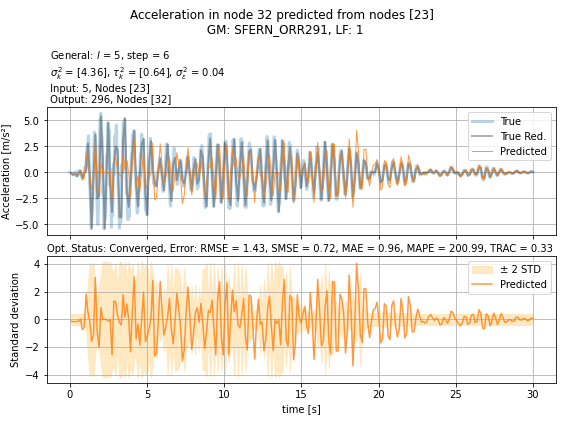 Acceleration in node 32 predicted from nodes [23]
GM: SFERN_ORR291, LF: 1
General: l = 5, step = 6
σ²ₖ = [4.36], τ²ₖ = [0.64], σ²ε = 0.04
Input: 5, Nodes [23]
Output: 296, Nodes [32]
Acceleration [m/s²]
5.0
2.5
0.0
−2.5
−5.0
True
True Red.
Predicted
Opt. Status: Converged, Error: RMSE = 1.43, SMSE = 0.72, MAE = 0.96, MAPE = 200.99, TRAC = 0.33
Standard deviation
4
2
0
−2
−4
± 2 STD
Predicted
0 5 10 15 20 25 30
time [s]